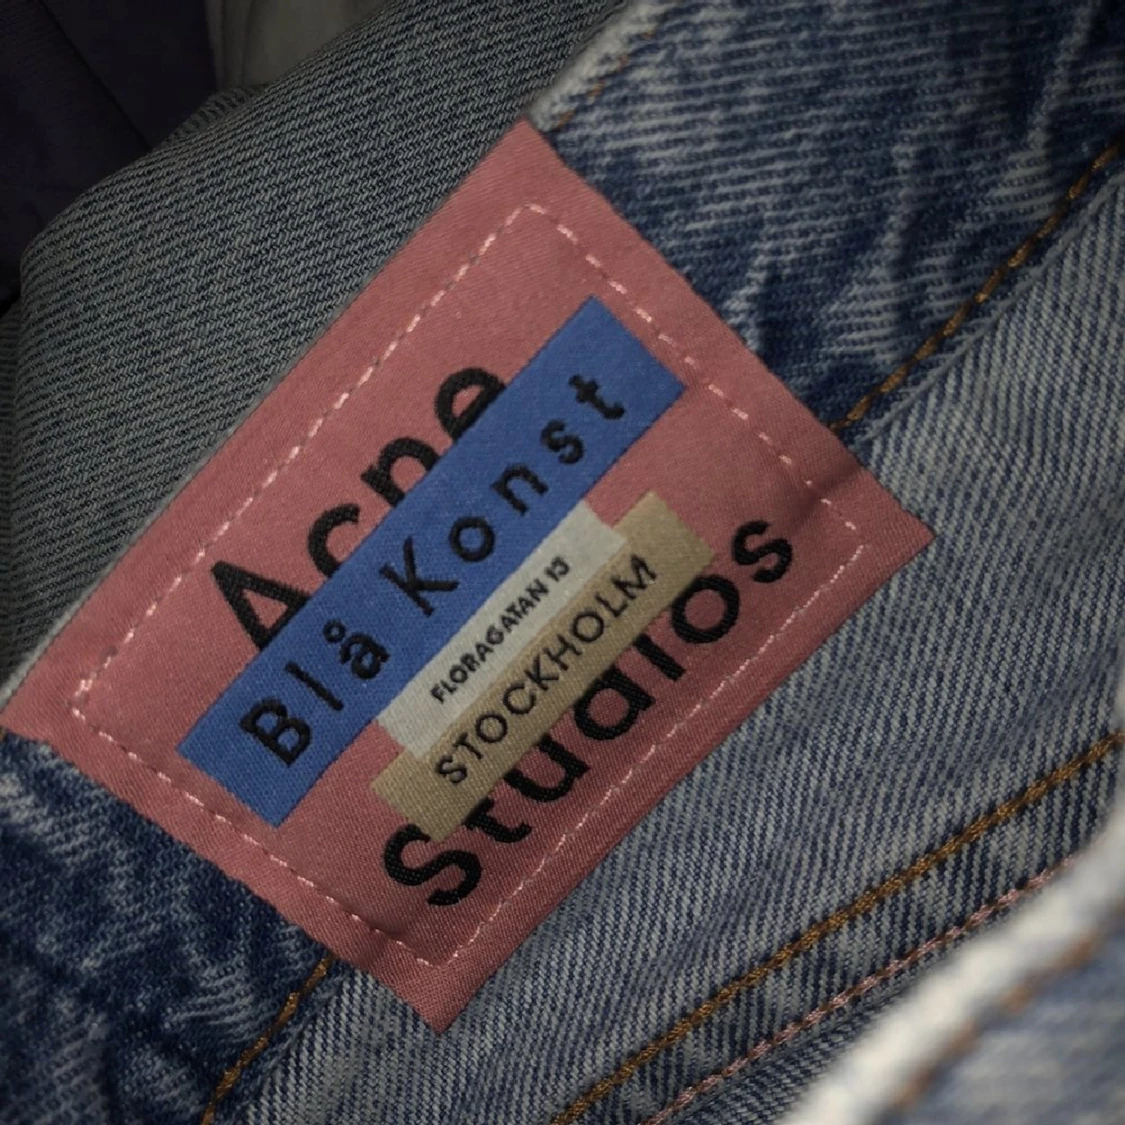 Acne
Blå Konst
FLORAGATAN 13
STOCKHOLM
Studios